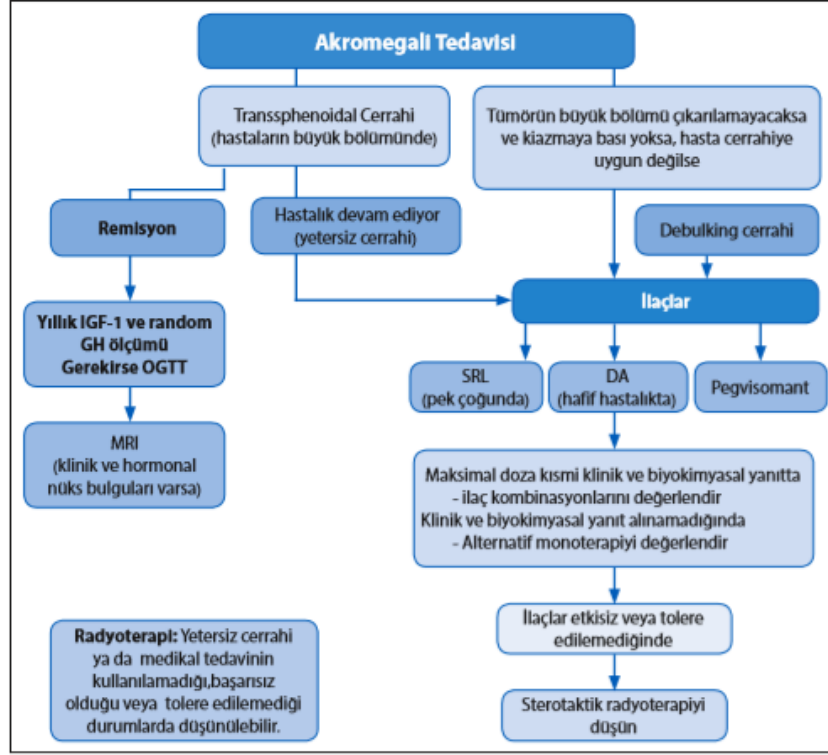 Akromegali Tedavisi
Transsphenoidal Cerrahi
(hastaların büyük bölümünde)
Tümörün büyük bölümü çıkarılamayacaksa
ve kiazmaya bası yoksa, hasta cerrahiye
uygun değilse
Remisyon
Hastalık devam ediyor
(yetersiz cerrahi)
Debulking cerrahi
İlaçlar
Yıllık IGF-1 ve random
GH ölçümü
Gerekirse OGTT
SRL
(pek çoğunda)
DA
(hafif hastalıkta)
Pegvisomant
MRI
(klinik ve hormonal
nüks bulguları varsa)
Maksimal doza kısmi klinik ve biyokimyasal yanıtta
- ilaç kombinasyonlarını değerlendir
Klinik ve biyokimyasal yanıt alınamadığında
- Alternatif monoterapiyi değerlendir
İlaçlar etkisiz veya tolere
edilemediğinde
Sterotaktik radyoterapiyi
düşün
Radyoterapi: Yetersiz cerrahi
ya da medikal tedavinin
kullanılamadığı,başarısız
olduğu veya tolere edilemediği
durumlarda düşünülebilir.